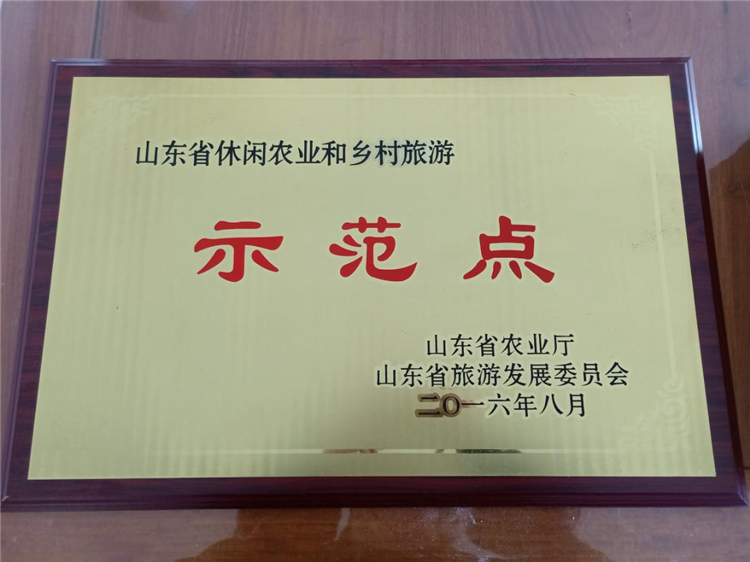 山东省休闲农业和乡村旅游
示范点
山东省农业厅
山东省旅游发展委员会
二〇一六年八月